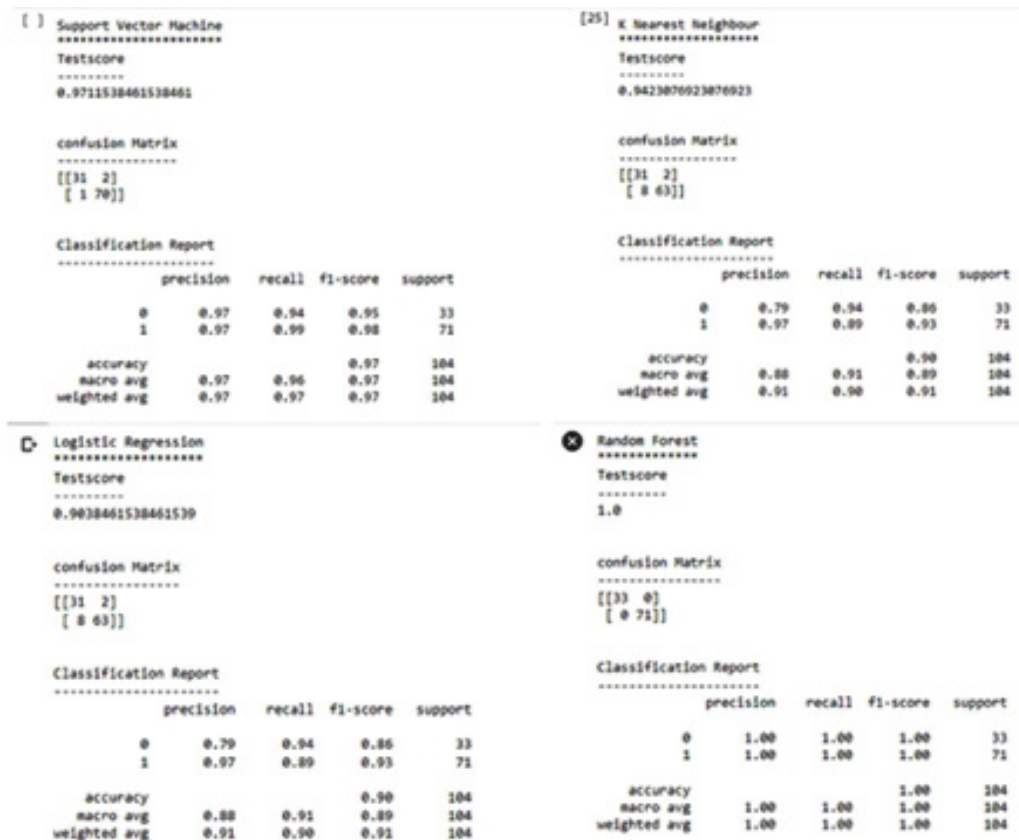 [ ] Support Vector Machine
**********************
Testscore
---------
0.9711538461538461
confusion Matrix
----------------
[[31 2]
[ 1 70]]
Classification Report
---------------------
precision recall f1-score support
0 0.97 0.94 0.95 33
1 0.97 0.99 0.98 71
accuracy 0.97 104
macro avg 0.97 0.96 0.97 104
weighted avg 0.97 0.97 0.97 104
[25] K Nearest Neighbour
*******************
Testscore
---------
0.9423076923076923
confusion Matrix
----------------
[[31 2]
[ 8 63]]
Classification Report
---------------------
precision recall f1-score support
0 0.79 0.94 0.86 33
1 0.97 0.89 0.93 71
accuracy 0.90 104
macro avg 0.88 0.91 0.89 104
weighted avg 0.91 0.90 0.91 104
Logistic Regression
********************
Testscore
---------
0.9038461538461539
confusion Matrix
----------------
[[31 2]
[ 8 63]]
Classification Report
----------------------
precision recall f1-score support
0 0.79 0.94 0.86 33
1 0.97 0.89 0.93 71
accuracy 0.90 104
macro avg 0.88 0.91 0.89 104
weighted avg 0.91 0.90 0.91 104
Random Forest
*************
Testscore
---------
1.0
confusion Matrix
----------------
[[33 0]
[ 0 71]]
Classification Report
----------------------
precision recall f1-score support
0 1.00 1.00 1.00 33
1 1.00 1.00 1.00 71
accuracy 1.00 104
macro avg 1.00 1.00 1.00 104
weighted avg 1.00 1.00 1.00 104